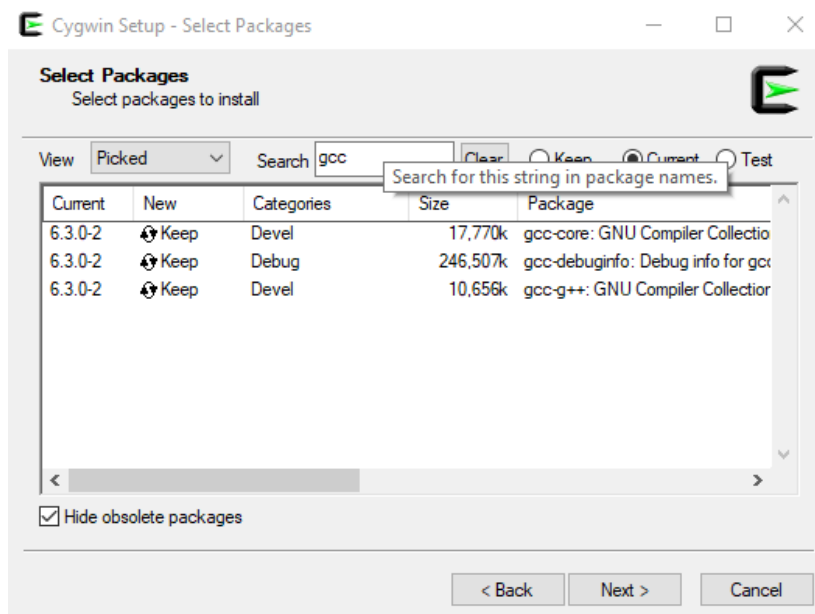 Cygwin Setup - Select Packages
Select Packages
Select packages to install
View Picked Search gcc Clear Keep Current Test
Search for this string in package names.
Current New Categories Size Package
6.3.0-2 Keep Devel 17,770k gcc-core: GNU Compiler Collectio
6.3.0-2 Keep Debug 246,507k gcc-debuginfo: Debug info for gcc
6.3.0-2 Keep Devel 10,656k gcc-g++: GNU Compiler Collection
Hide obsolete packages
< Back Next > Cancel